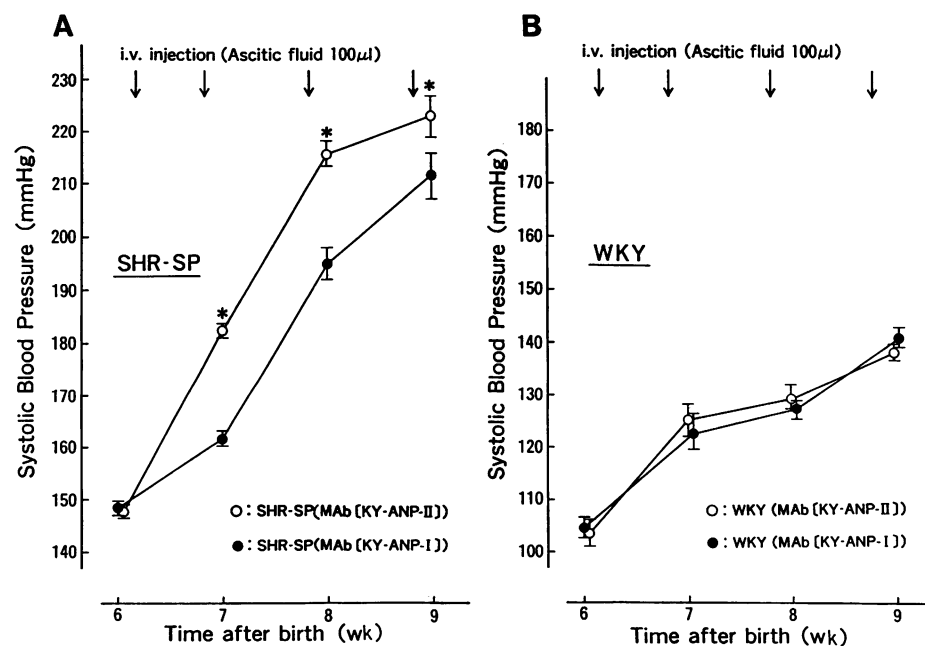 A
i.v. injection (Ascitic fluid 100µl)
230
220
210
200
190
180
170
160
150
140
Systolic Blood Pressure (mmHg)
SHR-SP
*
*
*
○: SHR-SP(MAb [KY-ANP-II])
●: SHR-SP(MAb [KY-ANP-I])
6 7 8 9
Time after birth (wk)
B
i.v. injection (Ascitic fluid 100µl)
180
170
160
150
140
130
120
110
100
Systolic Blood Pressure (mmHg)
WKY
○: WKY (MAb [KY-ANP-II])
●: WKY (MAb [KY-ANP-I])
6 7 8 9
Time after birth (wk)